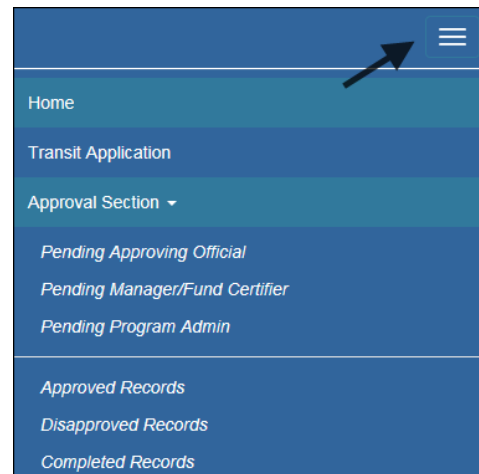 Home
Transit Application
Approval Section
Pending Approving Official
Pending Manager/Fund Certifier
Pending Program Admin
Approved Records
Disapproved Records
Completed Records